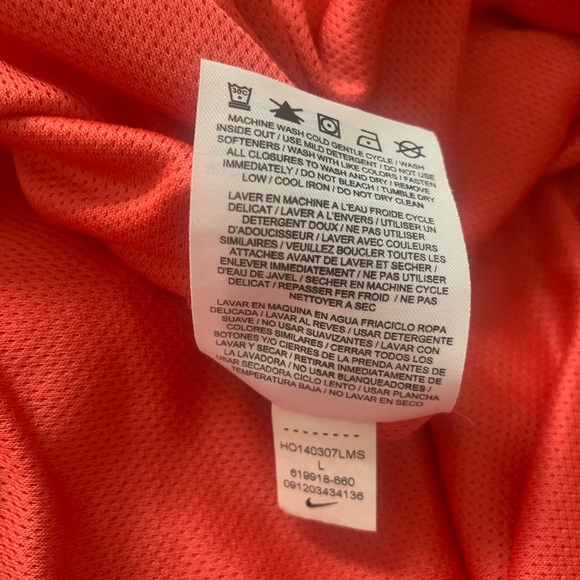 30C
MACHINE WASH COLD GENTLE CYCLE / WASH
INSIDE OUT / USE MILD DETERGENT / DO NOT USE
SOFTENERS / WASH WITH LIKE COLORS / FASTEN
ALL CLOSURES TO WASH AND DRY / REMOVE
IMMEDIATELY / DO NOT BLEACH / TUMBLE DRY
LOW / COOL IRON / DO NOT DRY CLEAN
LAVER EN MACHINE A L'EAU FROIDE CYCLE
DELICAT / LAVER A L'ENVERS / UTILISER UN
DETERGENT DOUX / NE PAS UTILISER
D'ADOUCISSEUR / LAVER AVEC COULEURS
SIMILAIRES / VEUILLEZ BOUCLER TOUTES LES
ATTACHES AVANT DE LAVER ET SECHER /
ENLEVER IMMEDIATEMENT / NE PAS UTILISER
D'EAU DE JAVEL / SECHER EN MACHINE CYCLE
DELICAT / REPASSER FER FROID / NE PAS
NETTOYER A SEC
LAVAR EN MAQUINA EN AGUA FRIACICLO ROPA
DELICADA / LAVAR AL REVES / USAR DETERGENTE
SUAVE / NO USAR SUAVIZANTES / LAVAR CON
COLORES SIMILARES / CERRAR TODOS LOS
BOTONES Y/O CIERRES DE LA PRENDA ANTES DE
LAVAR Y SECAR / RETIRAR INMEDIATAMENTE DE
LA LAVADORA / NO USAR BLANQUEADORES /
USAR SECADORA CICLO LENTO / USAR PLANCHA
TEMPERATURA BAJA / NO LAVAR EN SECO
HO140307LMS
L
619918-660
091203434136